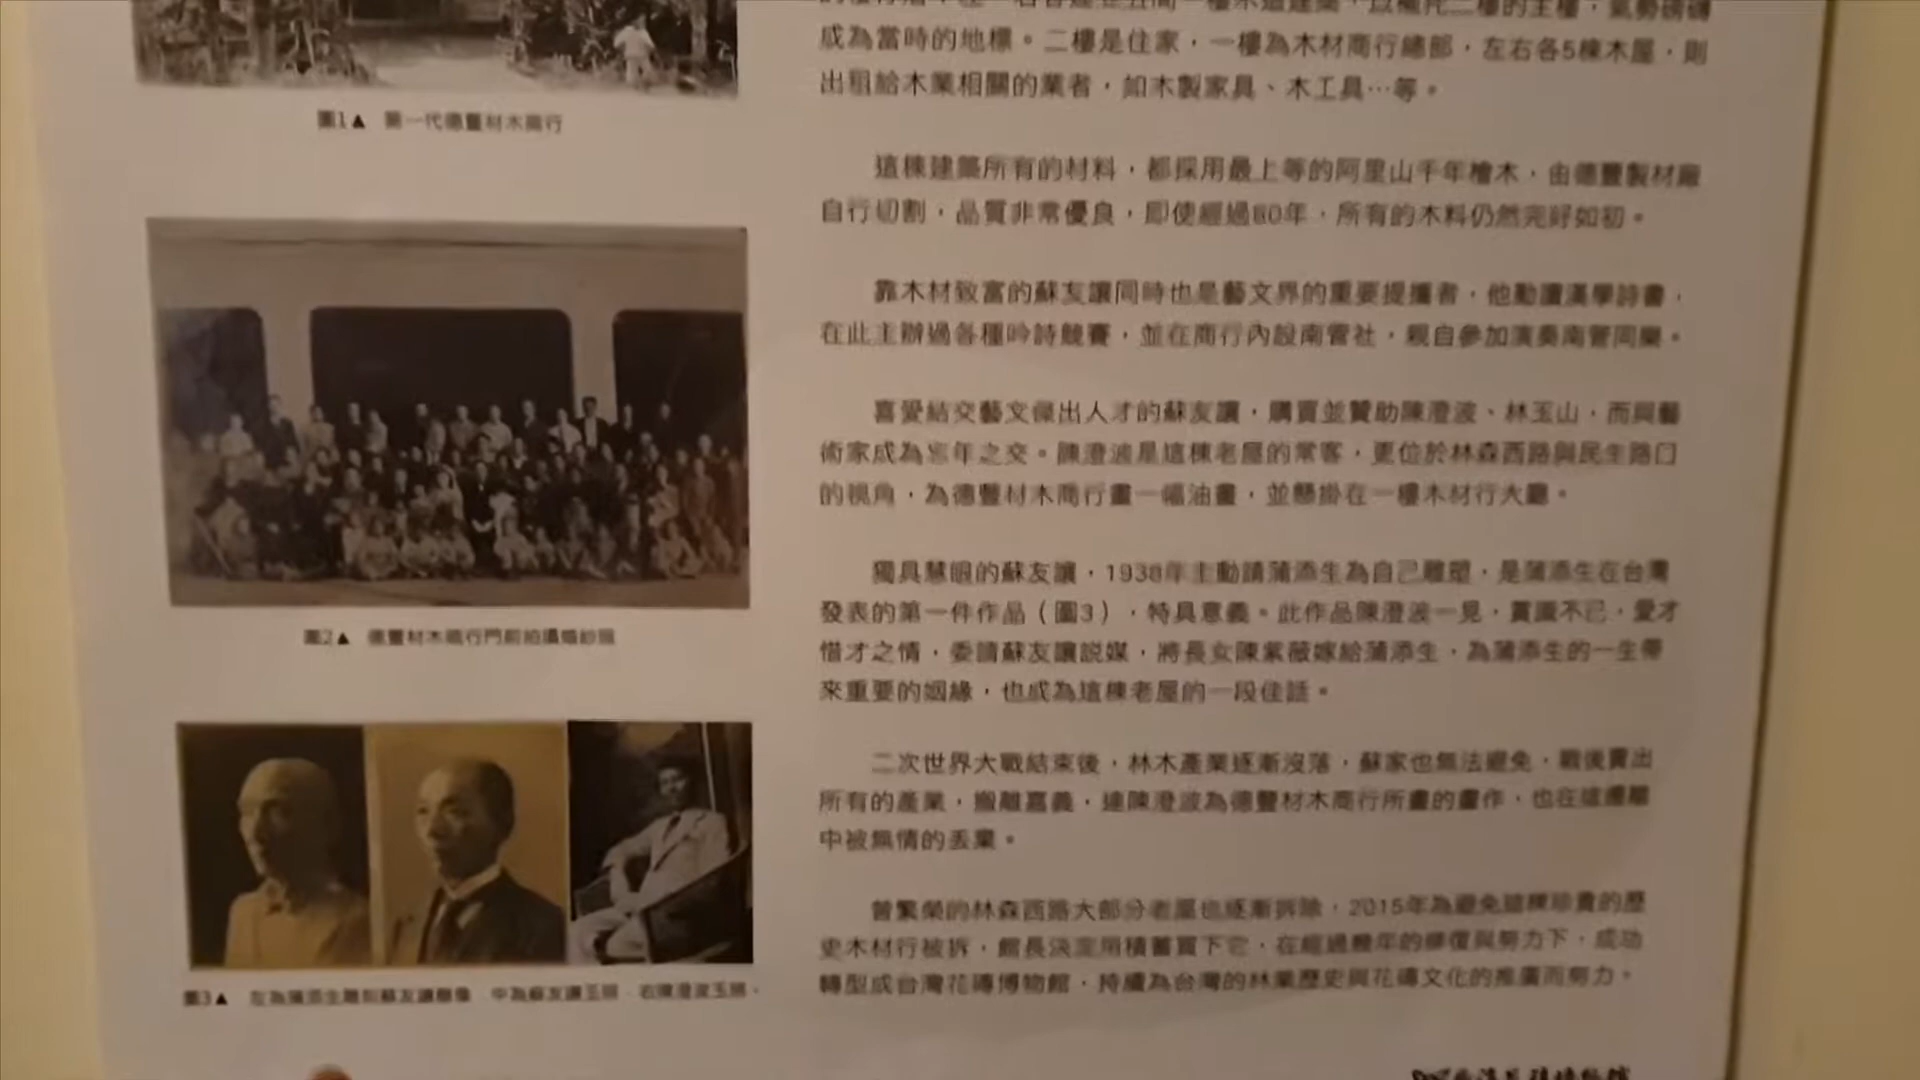 成為當時的地標。二樓是住家，一樓為木材商行總部，左右各5棟木屋，則
出租給木業相關的業者，如木製家具、木工具…等。
圖1▲ 第一代德豐材木商行
這棟建築所有的材料，都採用最上等的阿里山千年檜木，由德豐製材廠
自行切割，品質非常優良，即使經過80年，所有的木料仍然完好如初。
靠木材致富的蘇友讓同時也是藝文界的重要提攜者，他勤讀漢學詩書，
在此主辦過各種吟詩競賽，並在商行內設南管社，親自參加演奏南管同樂。
喜愛結交藝文傑出人才的蘇友讓，購買並贊助陳澄波、林玉山，而與藝
術家成為忘年之交。陳澄波是這棟老屋的常客，更位於林森西路與民生路口
的視角，為德豐材木商行畫一幅油畫，並懸掛在一樓木材行大廳。
圖2▲ 德豐材木商行門前拍攝婚紗照
獨具慧眼的蘇友讓，1938年主動請蒲添生為自己雕塑，是蒲添生在台灣
發表的第一件作品（圖3），特具意義。此作品陳澄波一見，賞識不已，愛才
惜才之情，委請蘇友讓說媒，將長女陳紫薇嫁給蒲添生，為蒲添生的一生帶
來重要的姻緣，也成為這棟老屋的一段佳話。
二次世界大戰結束後，林木產業逐漸沒落，蘇家也無法避免，戰後賣出
所有的產業，搬離嘉義，連陳澄波為德豐材木商行所畫的畫作，也在這搬離
中被無情的丟棄。
曾繁榮的林森西路大部分老屋也逐漸拆除，2015年為避免這棟珍貴的歷
史木材行被拆，館長決定用積蓄買下它，在經過幾年的修復與努力下，成功
轉型成台灣花磚博物館，持續為台灣的林業歷史與花磚文化的推廣而努力。
圖3▲ 左為蒲添生雕刻蘇友讓雕像 中為蘇友讓玉照 右陳澄波玉照。